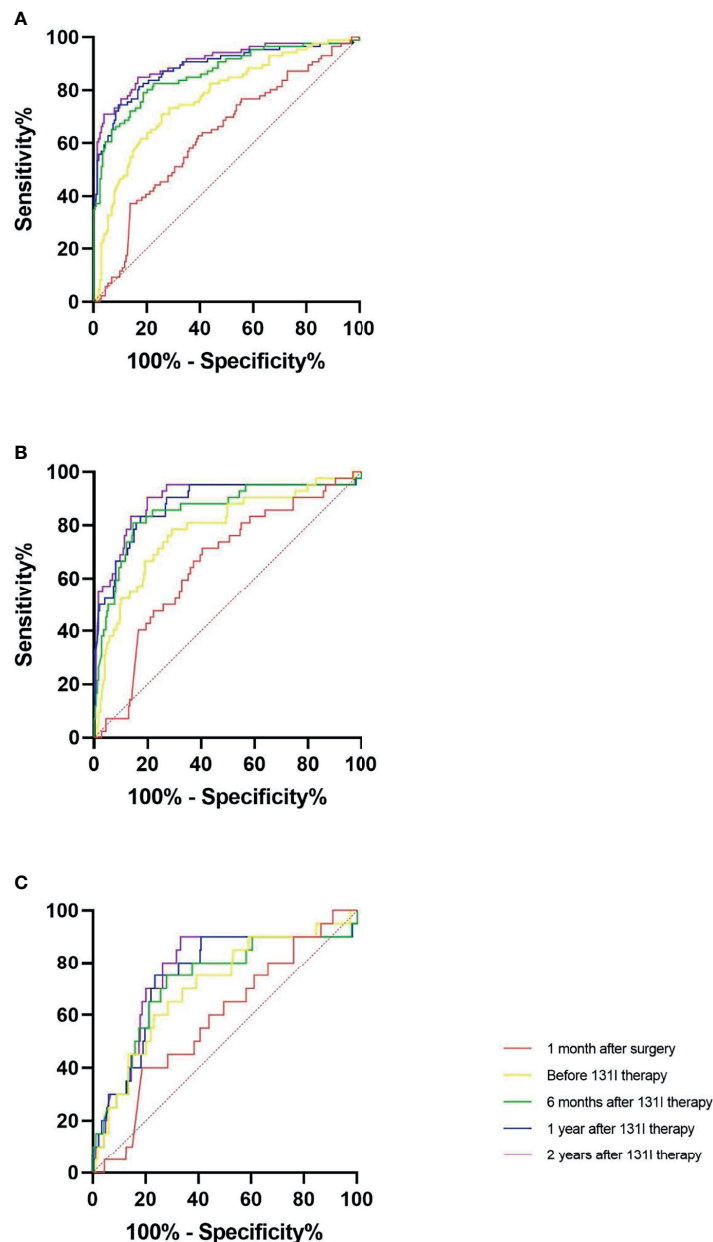 A
100
80
60
40
20
0
Sensitivity%
0 20 40 60 80 100
100% - Specificity%
B
100
80
60
40
20
0
Sensitivity%
0 20 40 60 80 100
100% - Specificity%
C
100
80
60
40
20
0
Sensitivity%
0 20 40 60 80 100
100% - Specificity%
1 month after surgery
Before 131I therapy
6 months after 131I therapy
1 year after 131I therapy
2 years after 131I therapy